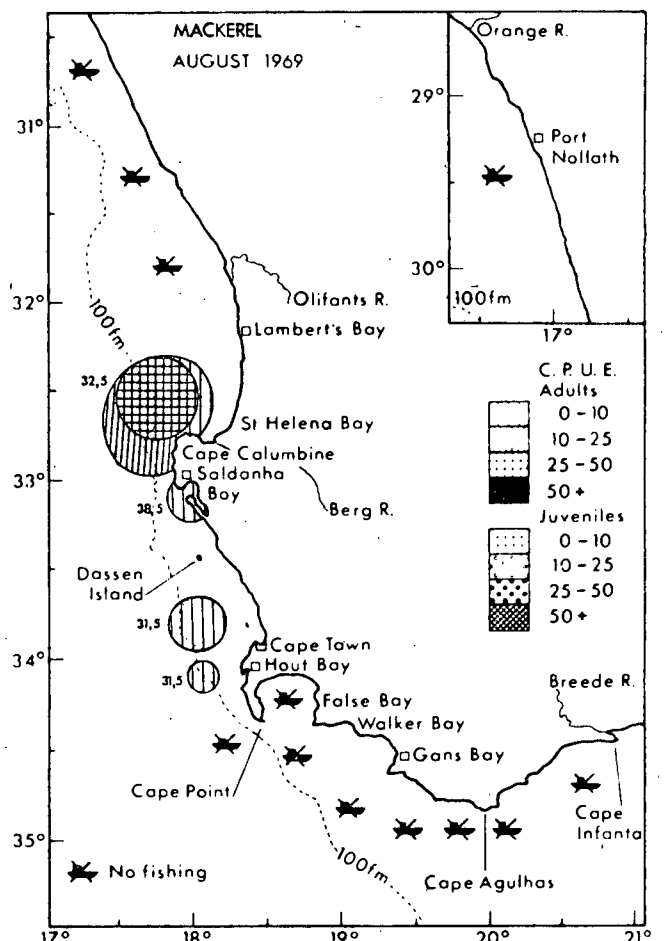 MACKEREL
AUGUST 1969
Orange R.
29°
Port
Nollath
30°
100fm
17°
31°
32°
33°
34°
35°
Olifants R.
100fm
Lambert's Bay
32,5
St Helena Bay
Cape Calumbine
Saldanha
Bay
38,5
Berg R.
Dassen
Island
31,5
Cape Town
Hout Bay
31,5
False Bay
Walker Bay
Breede R.
Gans Bay
Cape Point
Cape
Infanta
100fm
Cape Agulhas
No fishing
C. P. U. E.
Adults
0-10
10-25
25-50
50+
Juveniles
0-10
10-25
25-50
50+
17°
18°
19°
20°
21°